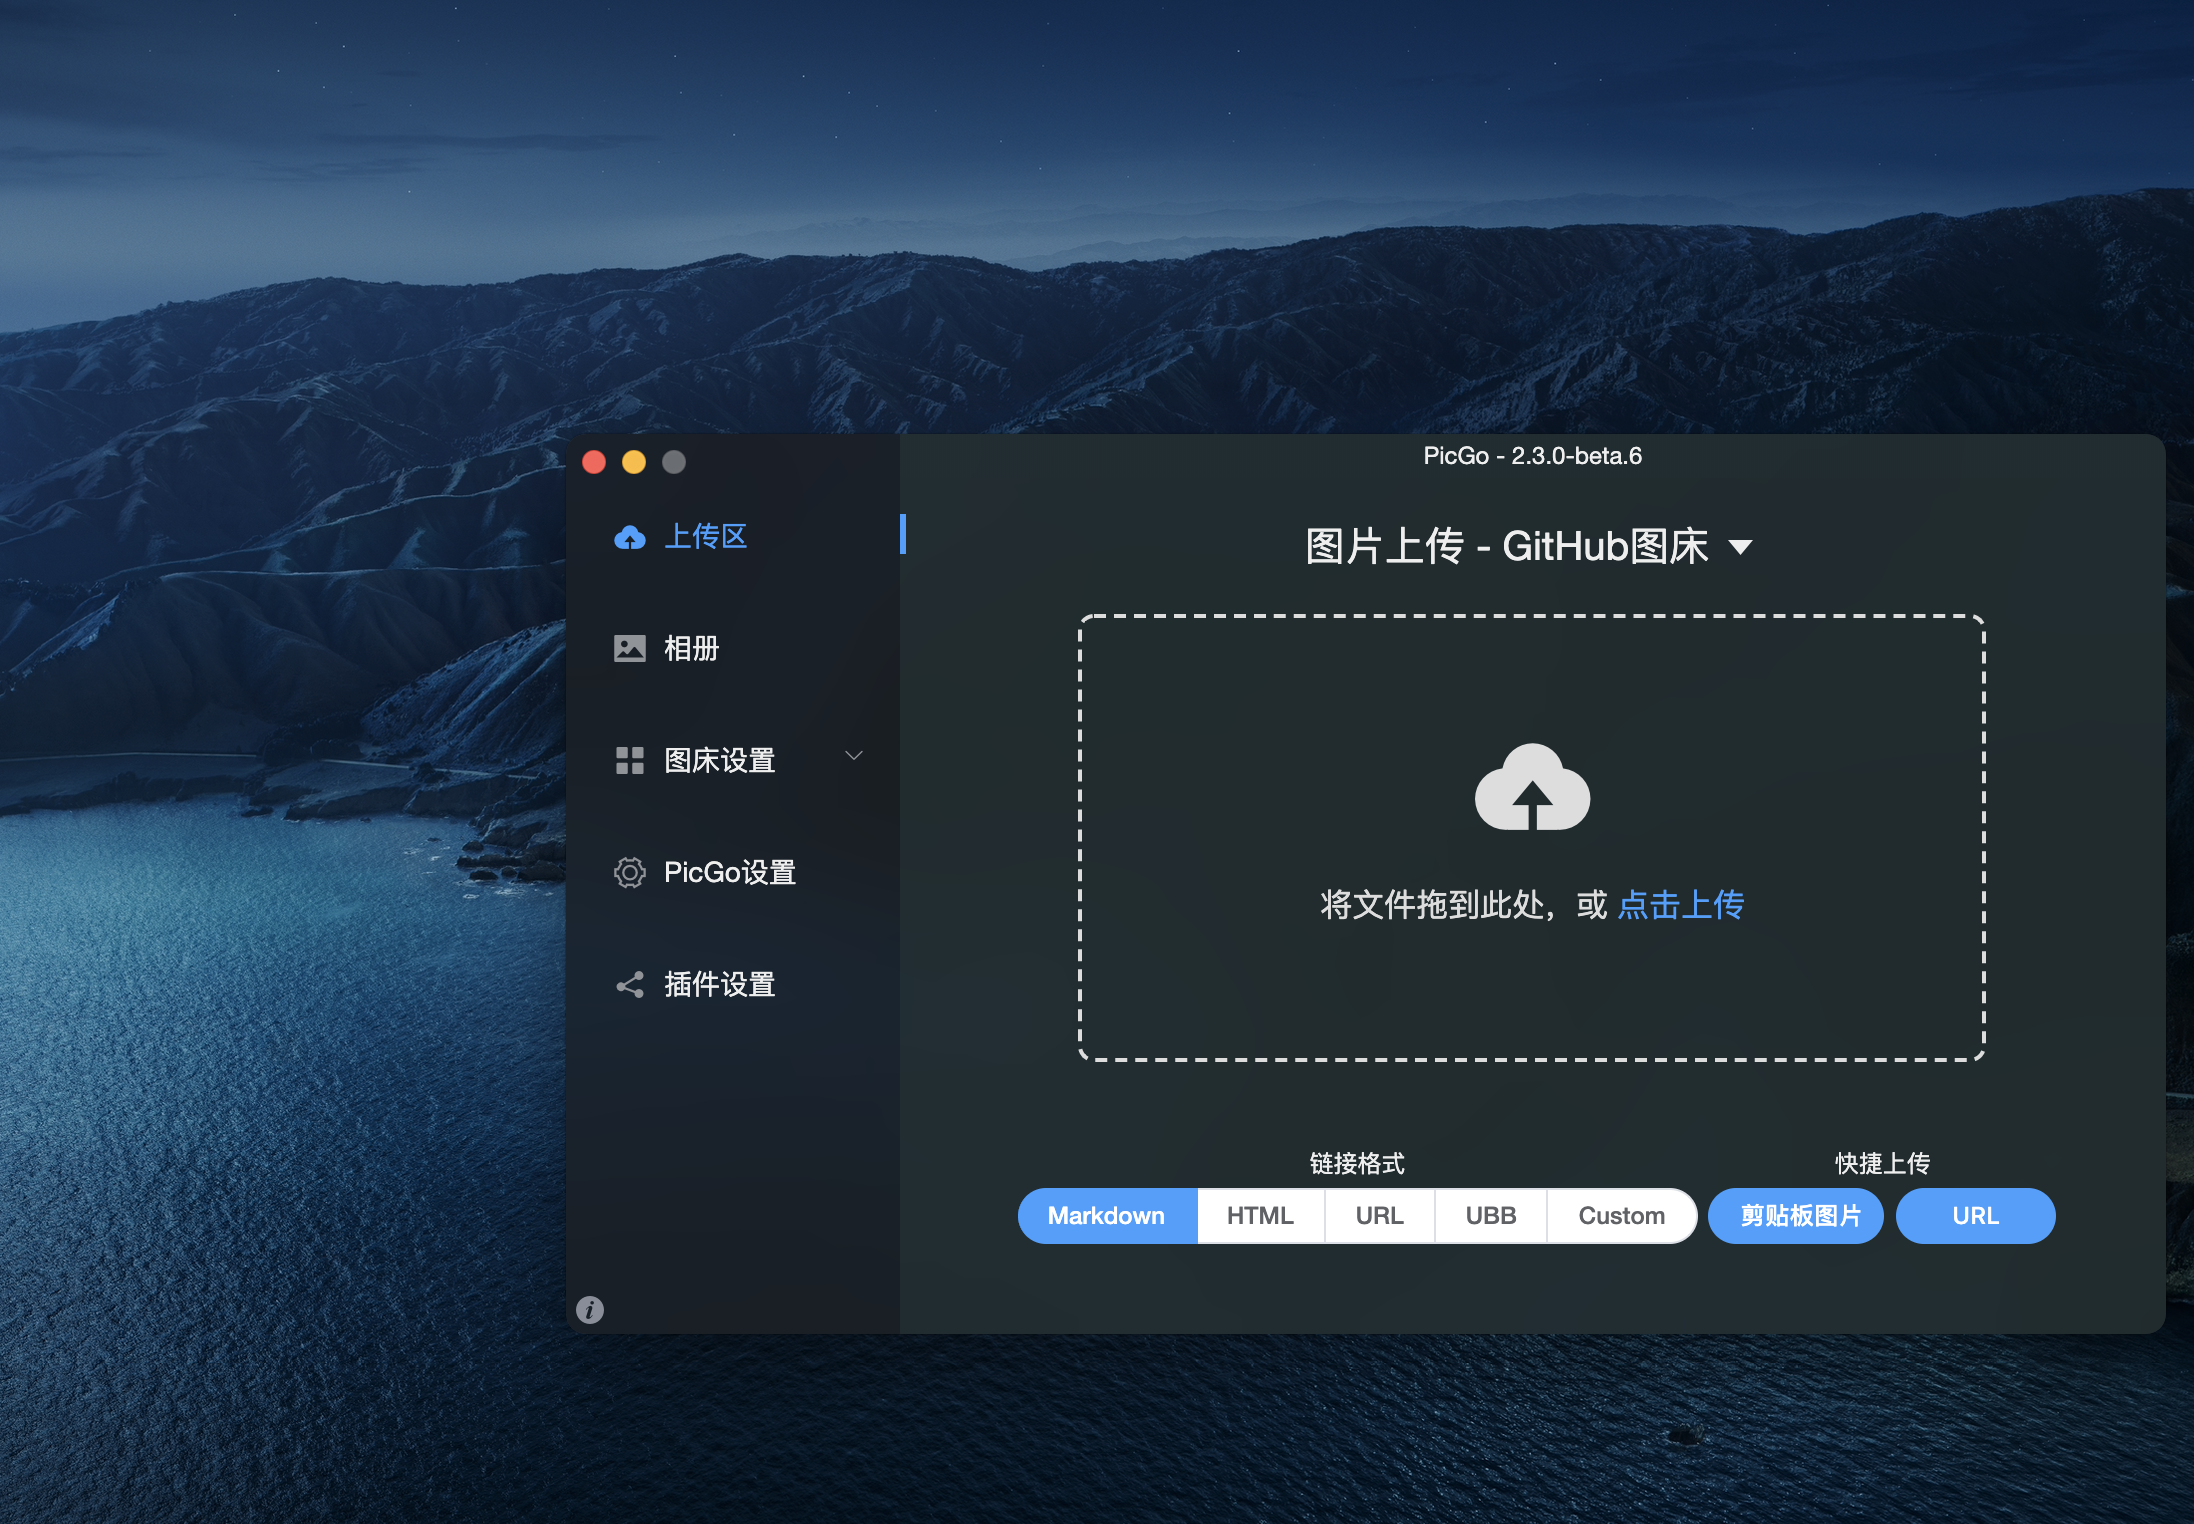 PicGo - 2.3.0-beta.6
上传区
相册
图床设置
PicGo设置
插件设置
图片上传 - GitHub图床
将文件拖到此处，或 点击上传
链接格式
快捷上传
Markdown HTML URL UBB Custom 剪贴板图片 URL
i